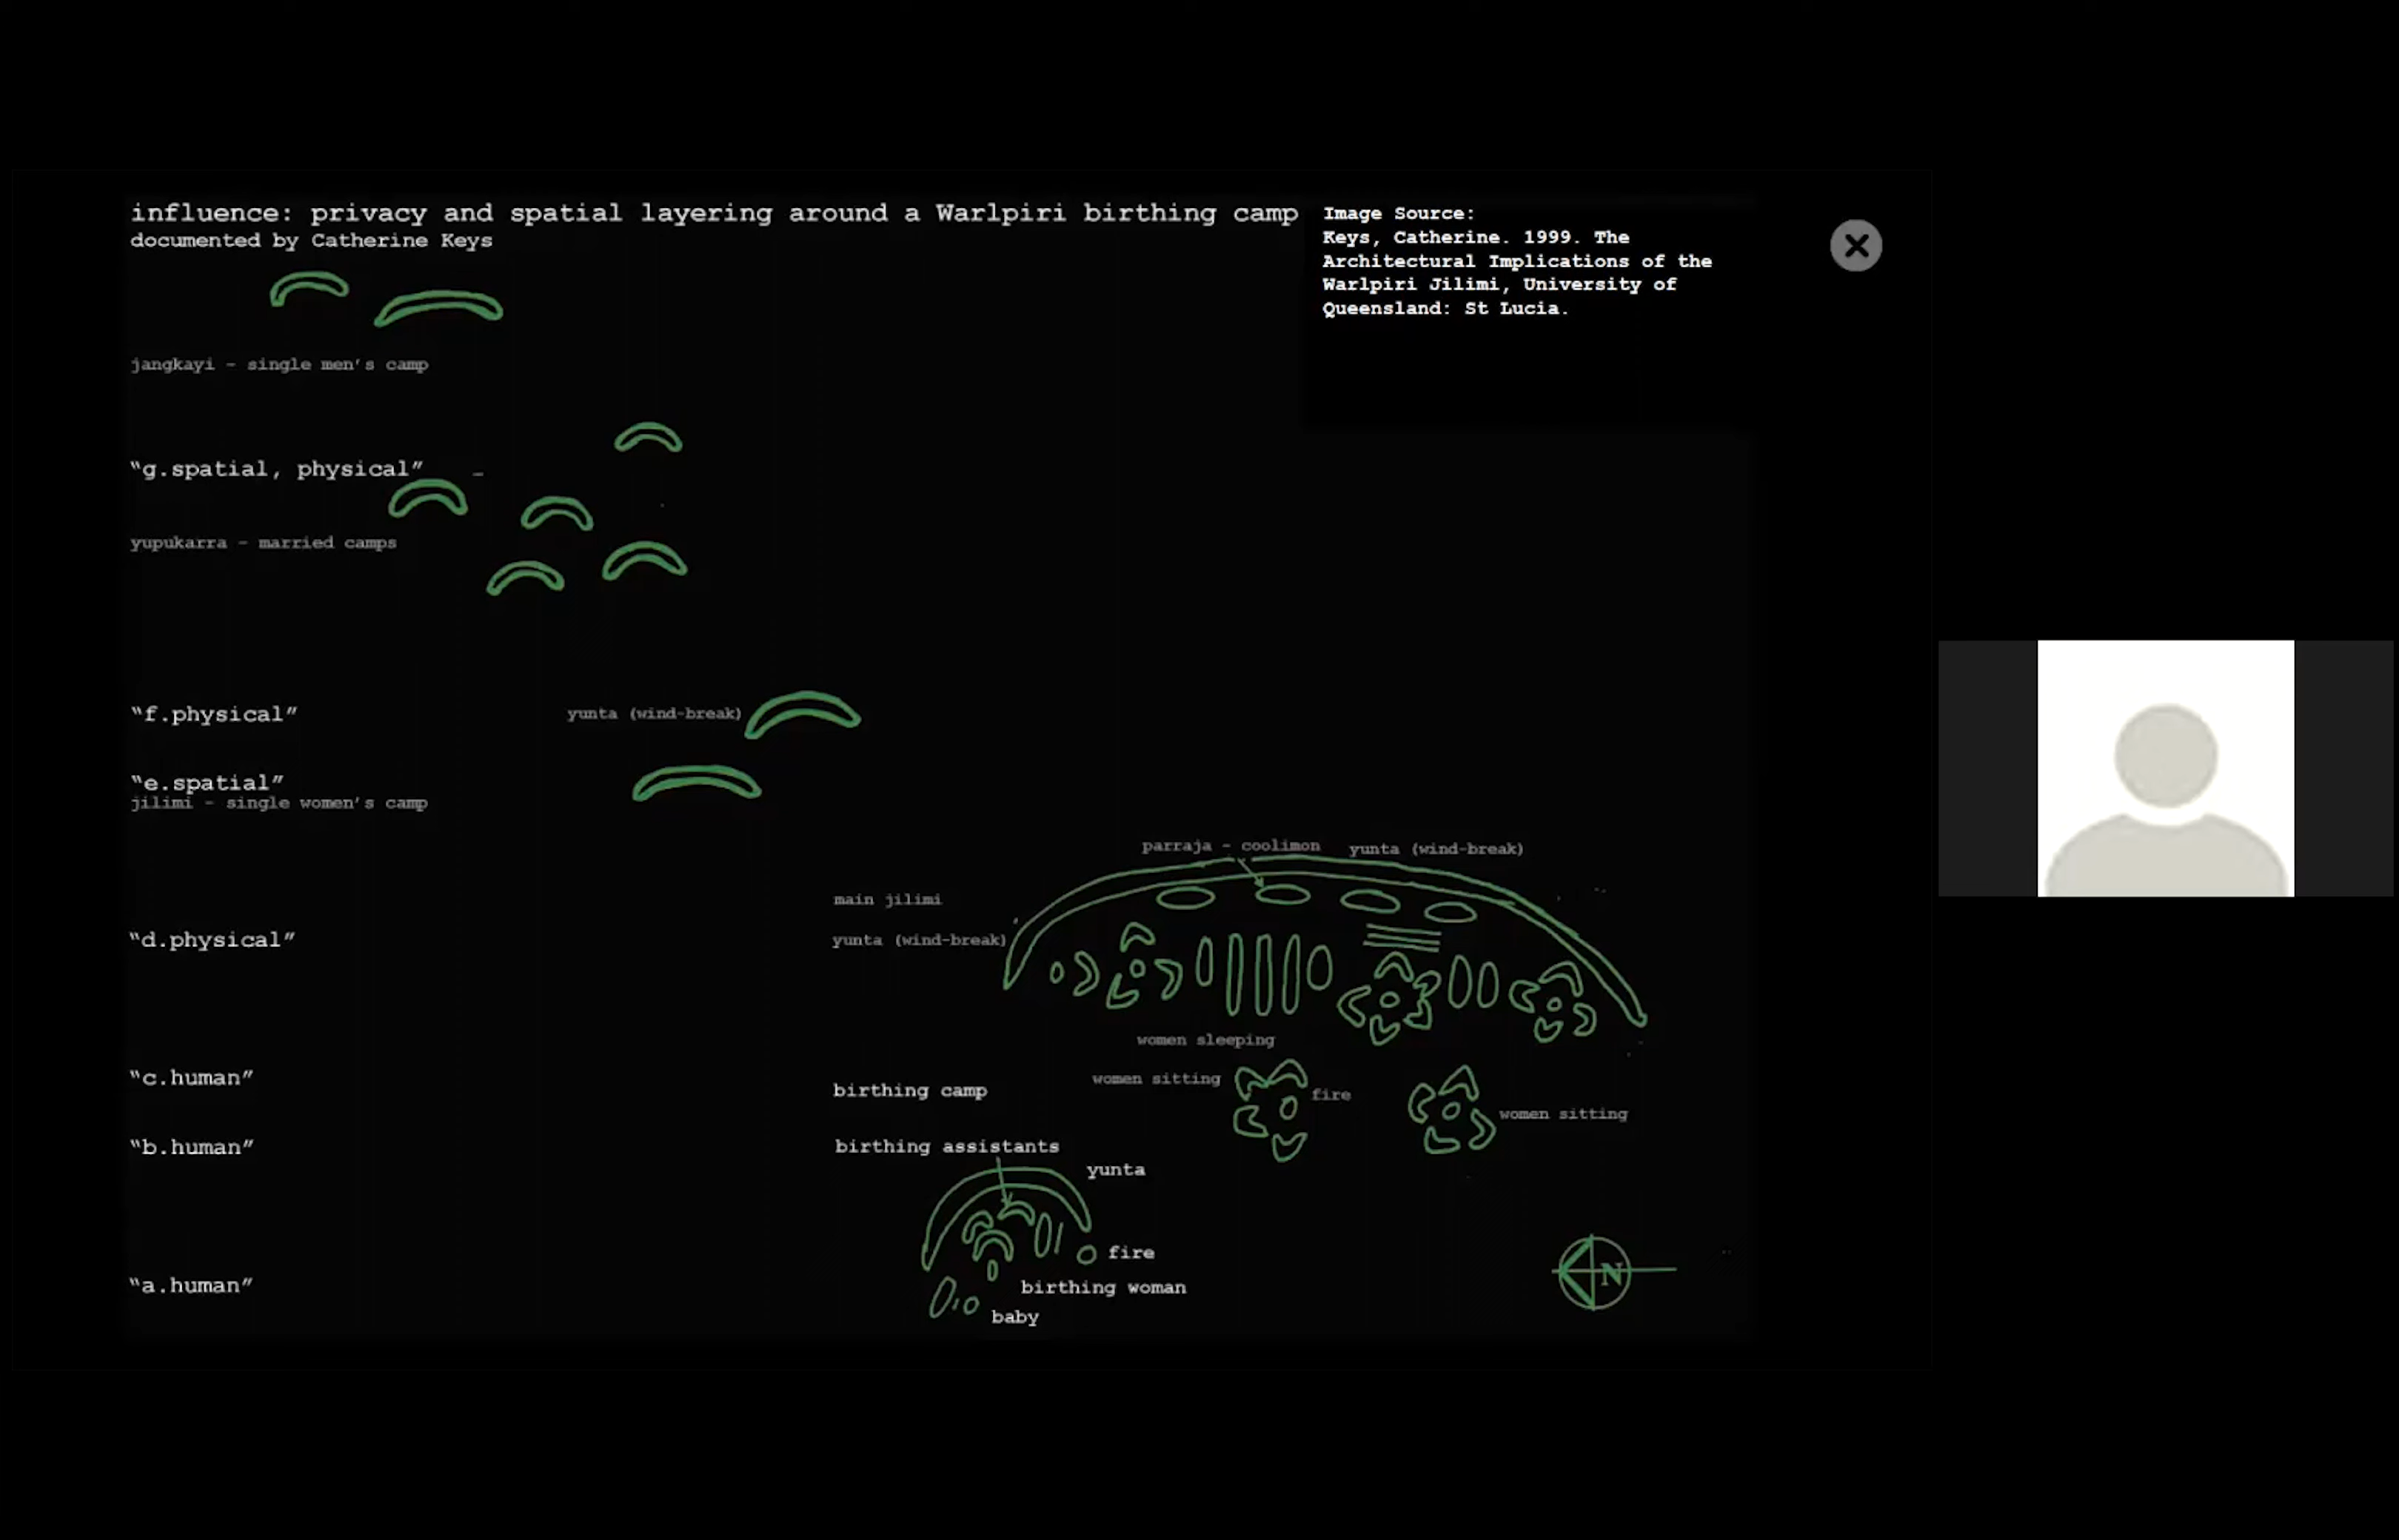 influence: privacy and spatial layering around a Warlpiri birthing camp
documented by Catherine Keys
Image Source:
Keys, Catherine. 1999. The
Architectural Implications of the
Warlpiri Jilimi, University of
Queensland: St Lucia.
jangkayi - single men's camp
"g.spatial, physical"
yupukarra - married camps
"f.physical"
yunta (wind-break)
"e.spatial"
jilimi - single women's camp
parraja - coolimon
yunta (wind-break)
main jilimi
"d.physical"
yunta (wind-break)
women sleeping
"c.human"
women sitting
fire
birthing camp
women sitting
"b.human"
birthing assistants
yunta
fire
"a.human"
birthing woman
baby
N